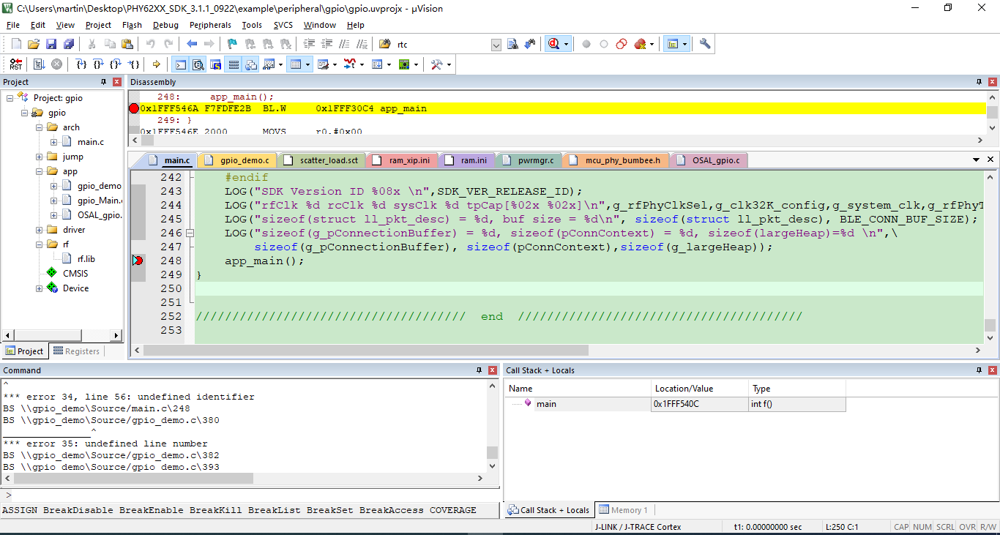 C:\Users\martin\Desktop\PHY62XX_SDK_3.1.1_0922\example\peripheral\gpio\gpio.uvprojx - µVision
File Edit View Project Flash Debug Peripherals Tools SVCS Window Help
rtc
RST
Project
Project: gpio
gpio
arch
main.c
jump
app
gpio_demo
gpio_Main.
OSAL_gpio.
driver
rf
rf.lib
CMSIS
Device
Project Registers
Disassembly
248: app_main();
0x1FFF546A F7FDFE2B BL.W 0x1FFF30C4 app_main
249: }
0x1FFF546E 2000 MOVS r0,#0x00
main.c gpio_demo.c scatter_load.sct ram_xip.ini ram.ini pwrmgr.c mcu_phy_bumbee.h OSAL_gpio.c
242 #endif
243 LOG("SDK Version ID %08x \n",SDK_VER_RELEASE_ID);
244 LOG("rfClk %d rcClk %d sysClk %d tpCap[%02x %02x]\n",g_rfPhyClkSel,g_clk32K_config,g_system_clk,g_rfPhyT
245 LOG("sizeof(struct ll_pkt_desc) = %d, buf size = %d\n", sizeof(struct ll_pkt_desc), BLE_CONN_BUF_SIZE);
246 LOG("sizeof(g_pConnectionBuffer) = %d, sizeof(pConnContext) = %d, sizeof(largeHeap)=%d \n",\
247 sizeof(g_pConnectionBuffer), sizeof(pConnContext),sizeof(g_largeHeap));
248 app_main();
249 }
250
251
252 ///////////////////////////////////// end ///////////////////////////////////////
253
Command
^
*** error 34, line 56: undefined identifier
BS \\gpio_demo\Source/main.c\248
BS \\gpio_demo\Source/gpio_demo.c\380
________________^
*** error 35: undefined line number
BS \\gpio_demo\Source/gpio_demo.c\382
BS \\gpio_demo\Source/gpio_demo.c\393
>
ASSIGN BreakDisable BreakEnable BreakKill BreakList BreakSet BreakAccess COVERAGE
Call Stack + Locals
Name Location/Value Type
main 0x1FFF540C int f()
Call Stack + Locals Memory 1
J-LINK / J-TRACE Cortex t1: 0.00000000 sec L:250 C:1 CAP NUM SCRL OVR R/W